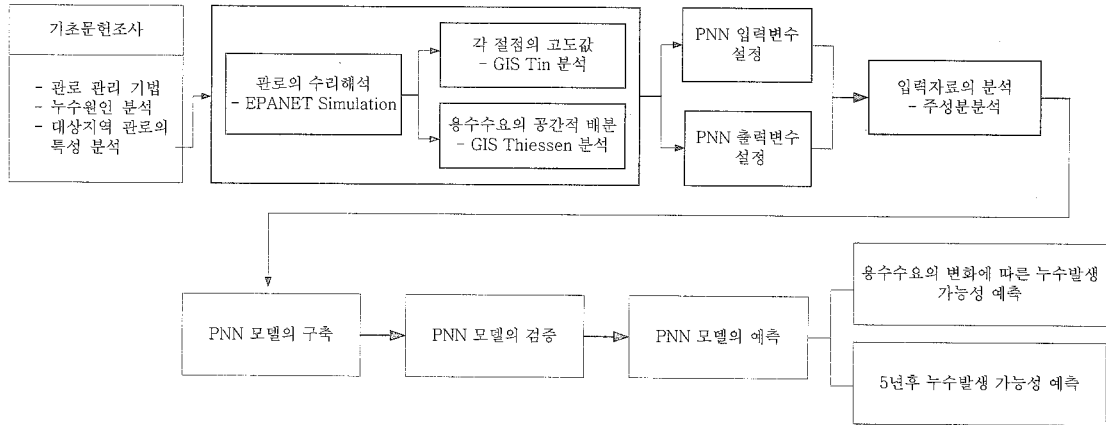 기초문헌조사
- 관로 관리 기법
- 누수원인 분석
- 대상지역 관로의
특성 분석
관로의 수리해석
- EPANET Simulation
각 절점의 고도값
- GIS Tin 분석
용수수요의 공간적 배분
- GIS Thiessen 분석
PNN 입력변수
설정
PNN 출력변수
설정
입력자료의 분석
- 주성분분석
PNN 모델의 구축
PNN 모델의 검증
PNN 모델의 예측
용수수요의 변화에 따른 누수발생
가능성 예측
5년후 누수발생 가능성 예측